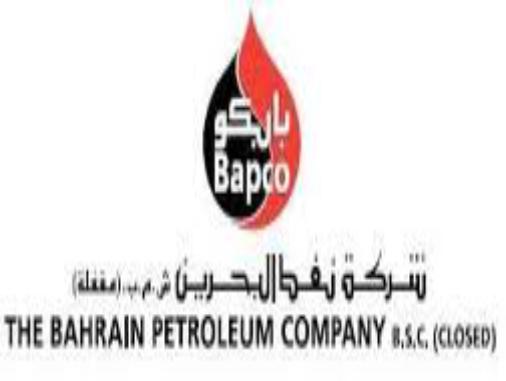 بابكو
Bapco
شركة نفط البحرين ش.م.ب. (مقفلة)
THE BAHRAIN PETROLEUM COMPANY B.S.C. (CLOSED)